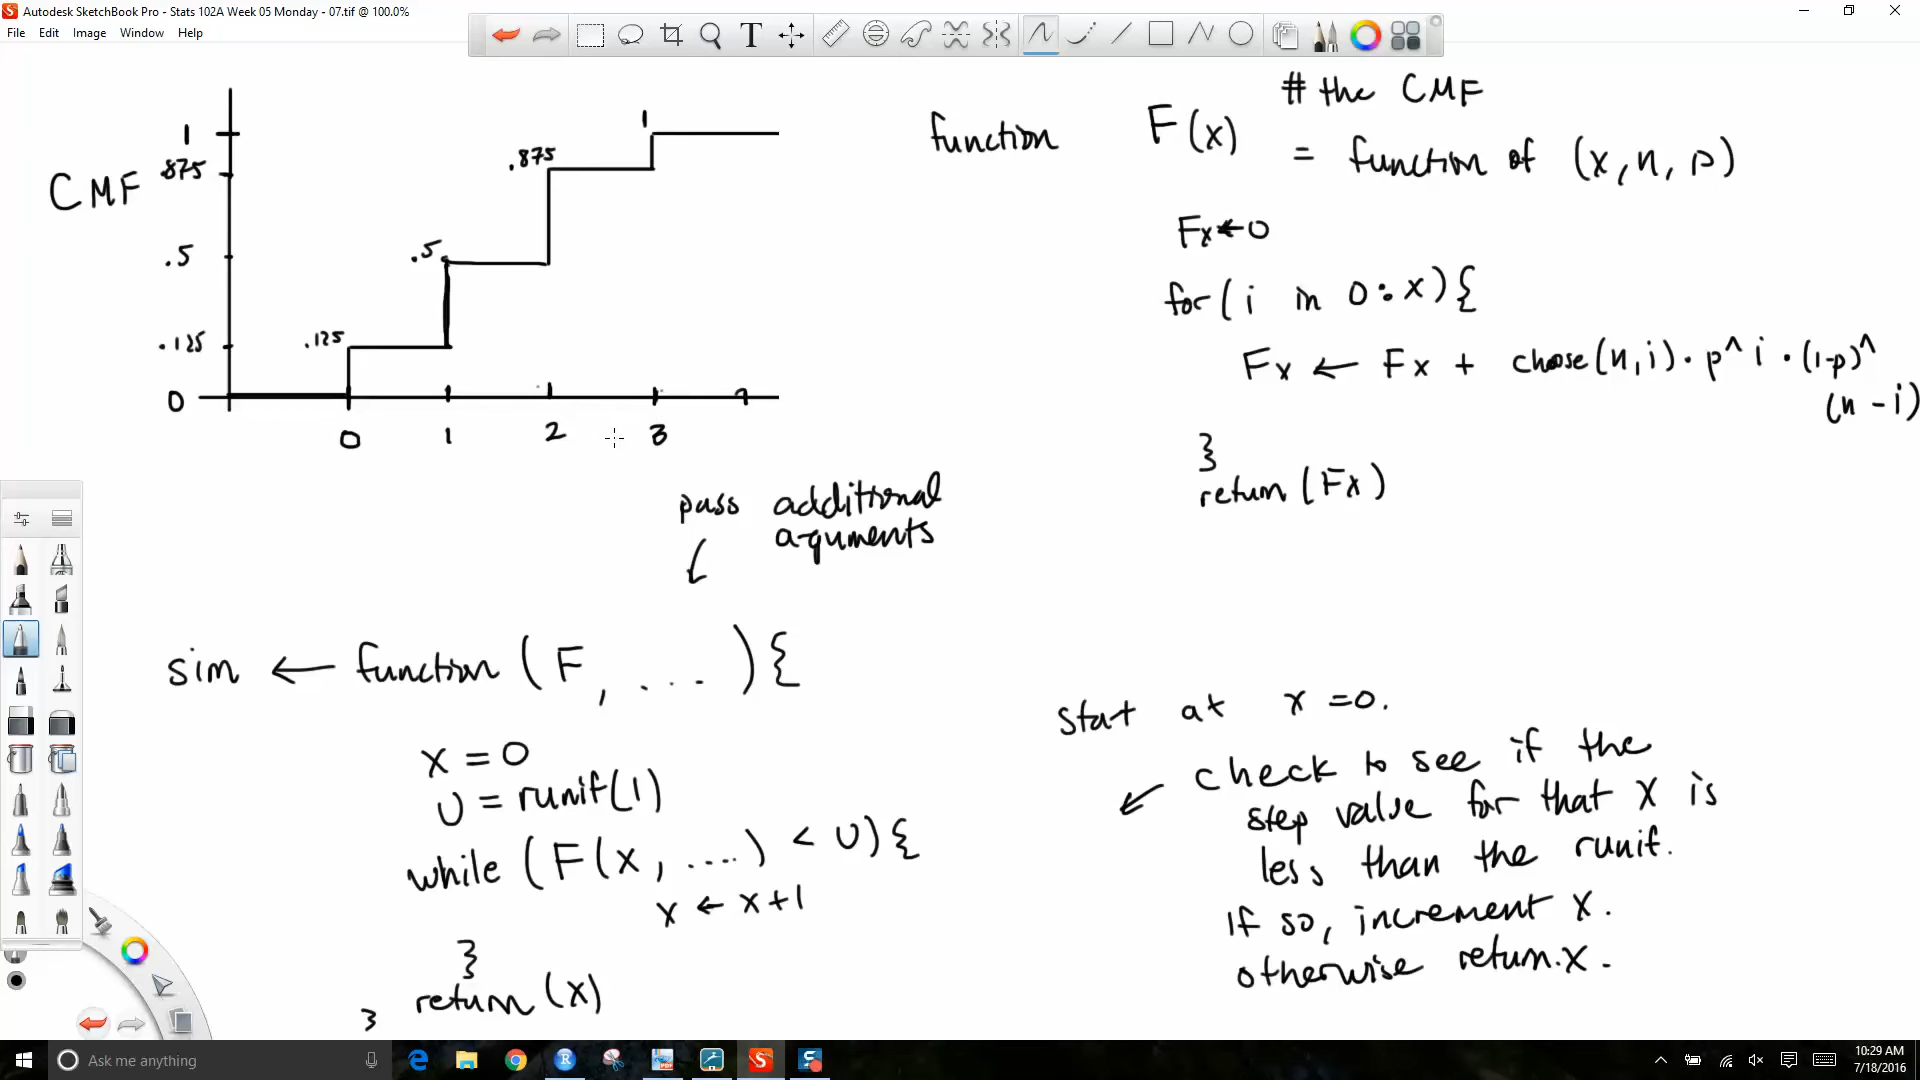 Autodesk SketchBook Pro - Stats 102A Week 05 Monday - 07.tif @ 100.0%
File Edit Image Window Help
# the CMF
function F(x) = function of (x, n, p)
1
.875
CMF
.5
.125
0
.125
.5
.875
1
0 1 2 3
Fx ← 0
for (i in 0:x){
Fx ← Fx + choose(n,i) · p^i · (1-p)^
(n-i)
}
return (Fx)
pass additional
aguments
sim ← function (F, ....){
x = 0
U = runif(1)
while (F(x, ....) < U){
x ← x+1
}
return (x)
}
start at x =0.
check to see if the
step value for that X is
less than the runif.
If so, increment x.
otherwise return.x.
Ask me anything
10:29 AM
7/18/2016